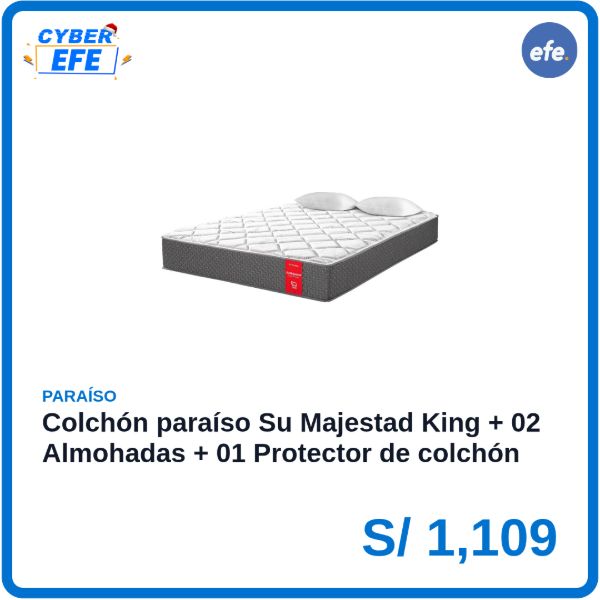 CYBER
EFE
efe.
PARAÍSO
Colchón paraíso Su Majestad King + 02
Almohadas + 01 Protector de colchón
S/ 1,109